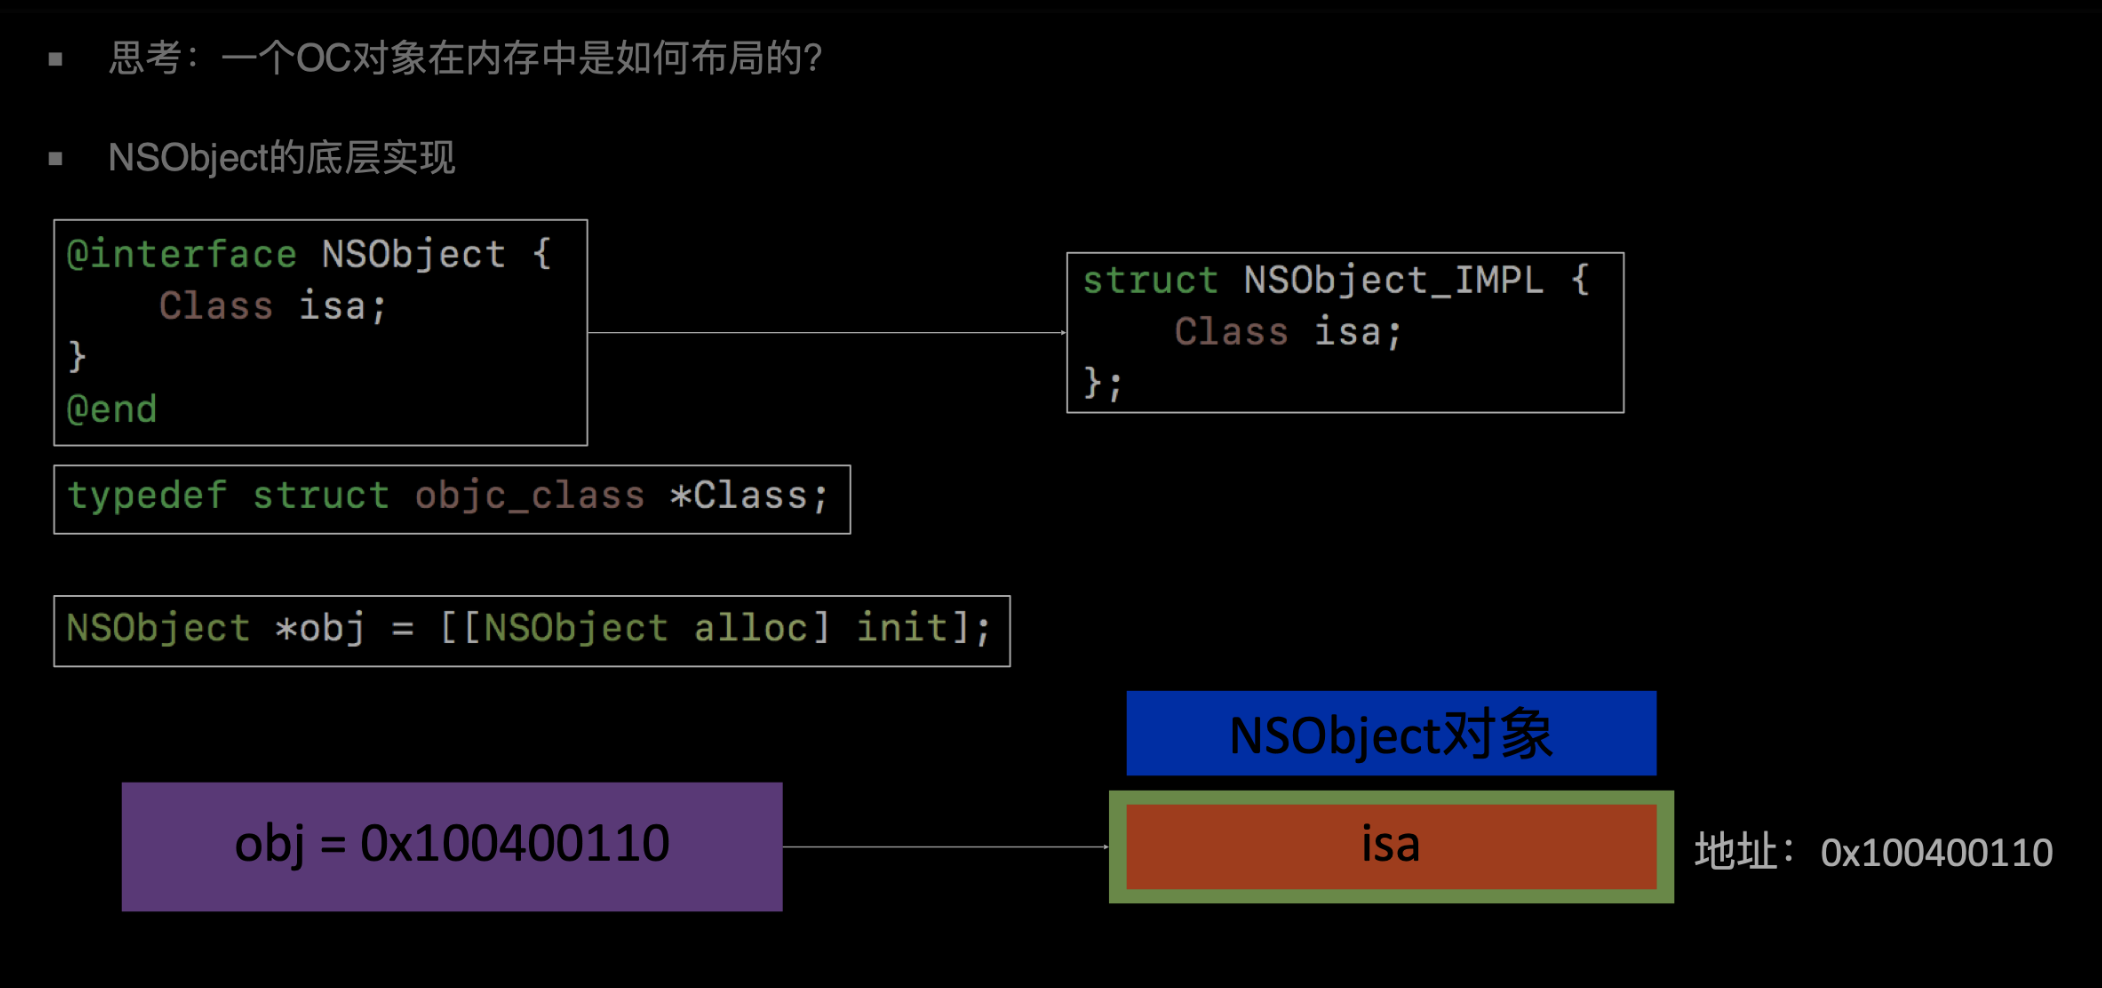 思考：一个OC对象在内存中是如何布局的?
NSObject的底层实现
@interface NSObject {
    Class isa;
}
@end
struct NSObject_IMPL {
    Class isa;
};
typedef struct objc_class *Class;
NSObject *obj = [[NSObject alloc] init];
NSObject对象
obj = 0x100400110
isa
地址：0x100400110